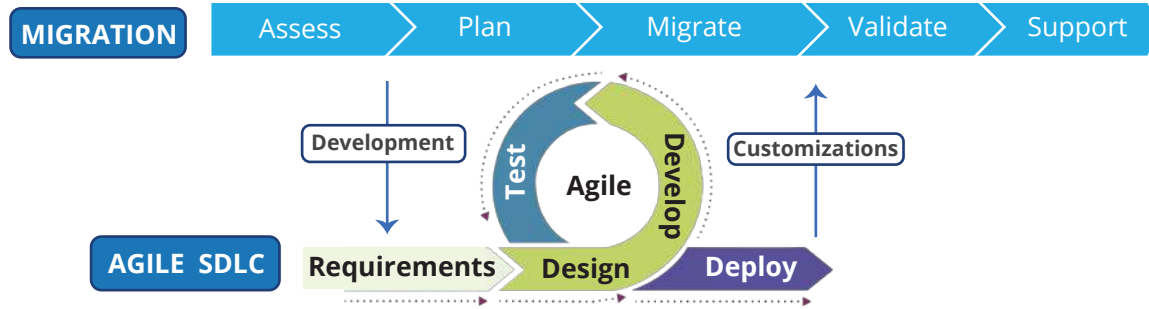 MIGRATION
Assess
Plan
Migrate
Validate
Support
Development
Customizations
Test
Agile
Develop
AGILE SDLC
Requirements
Design
Deploy